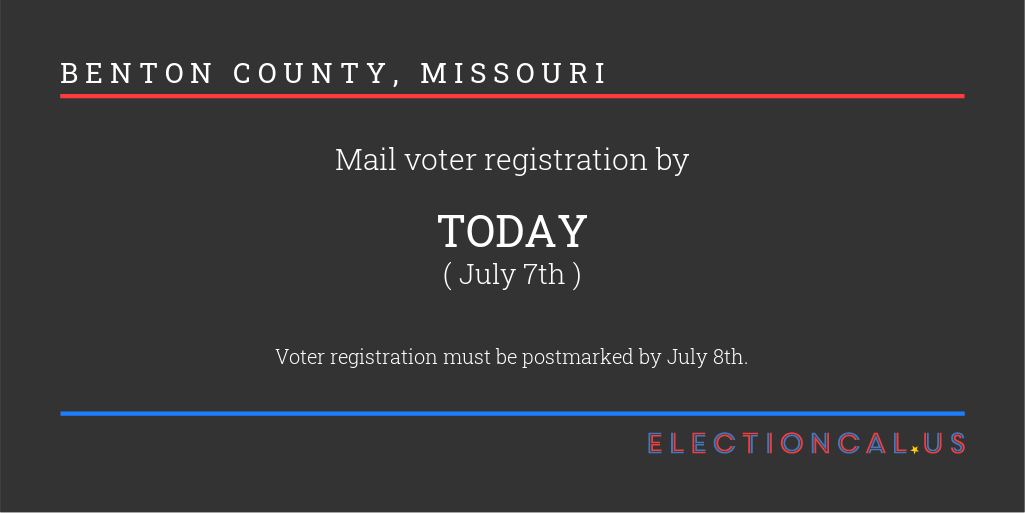 BENTON COUNTY, MISSOURI
Mail voter registration by
TODAY
( July 7th )
Voter registration must be postmarked by July 8th.
ELECTIONCAL.US